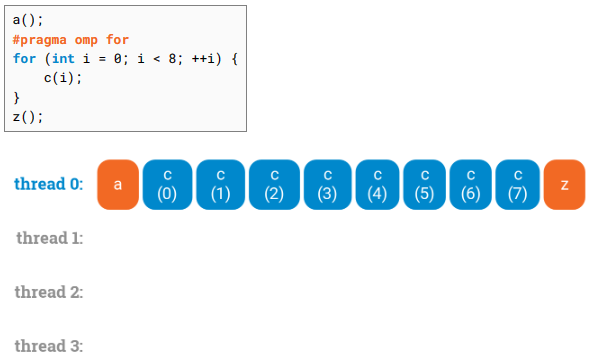 a();
#pragma omp for
for (int i = 0; i < 8; ++i) {
    c(i);
}
z();
thread 0: a c (0) c (1) c (2) c (3) c (4) c (5) c (6) c (7) z
thread 1:
thread 2:
thread 3: